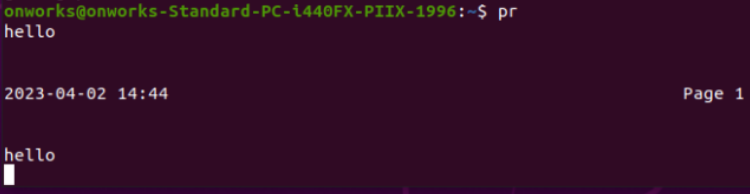 onworks@onworks-Standard-PC-i440FX-PIIX-1996:~$ pr
hello
2023-04-02 14:44 Page 1
hello